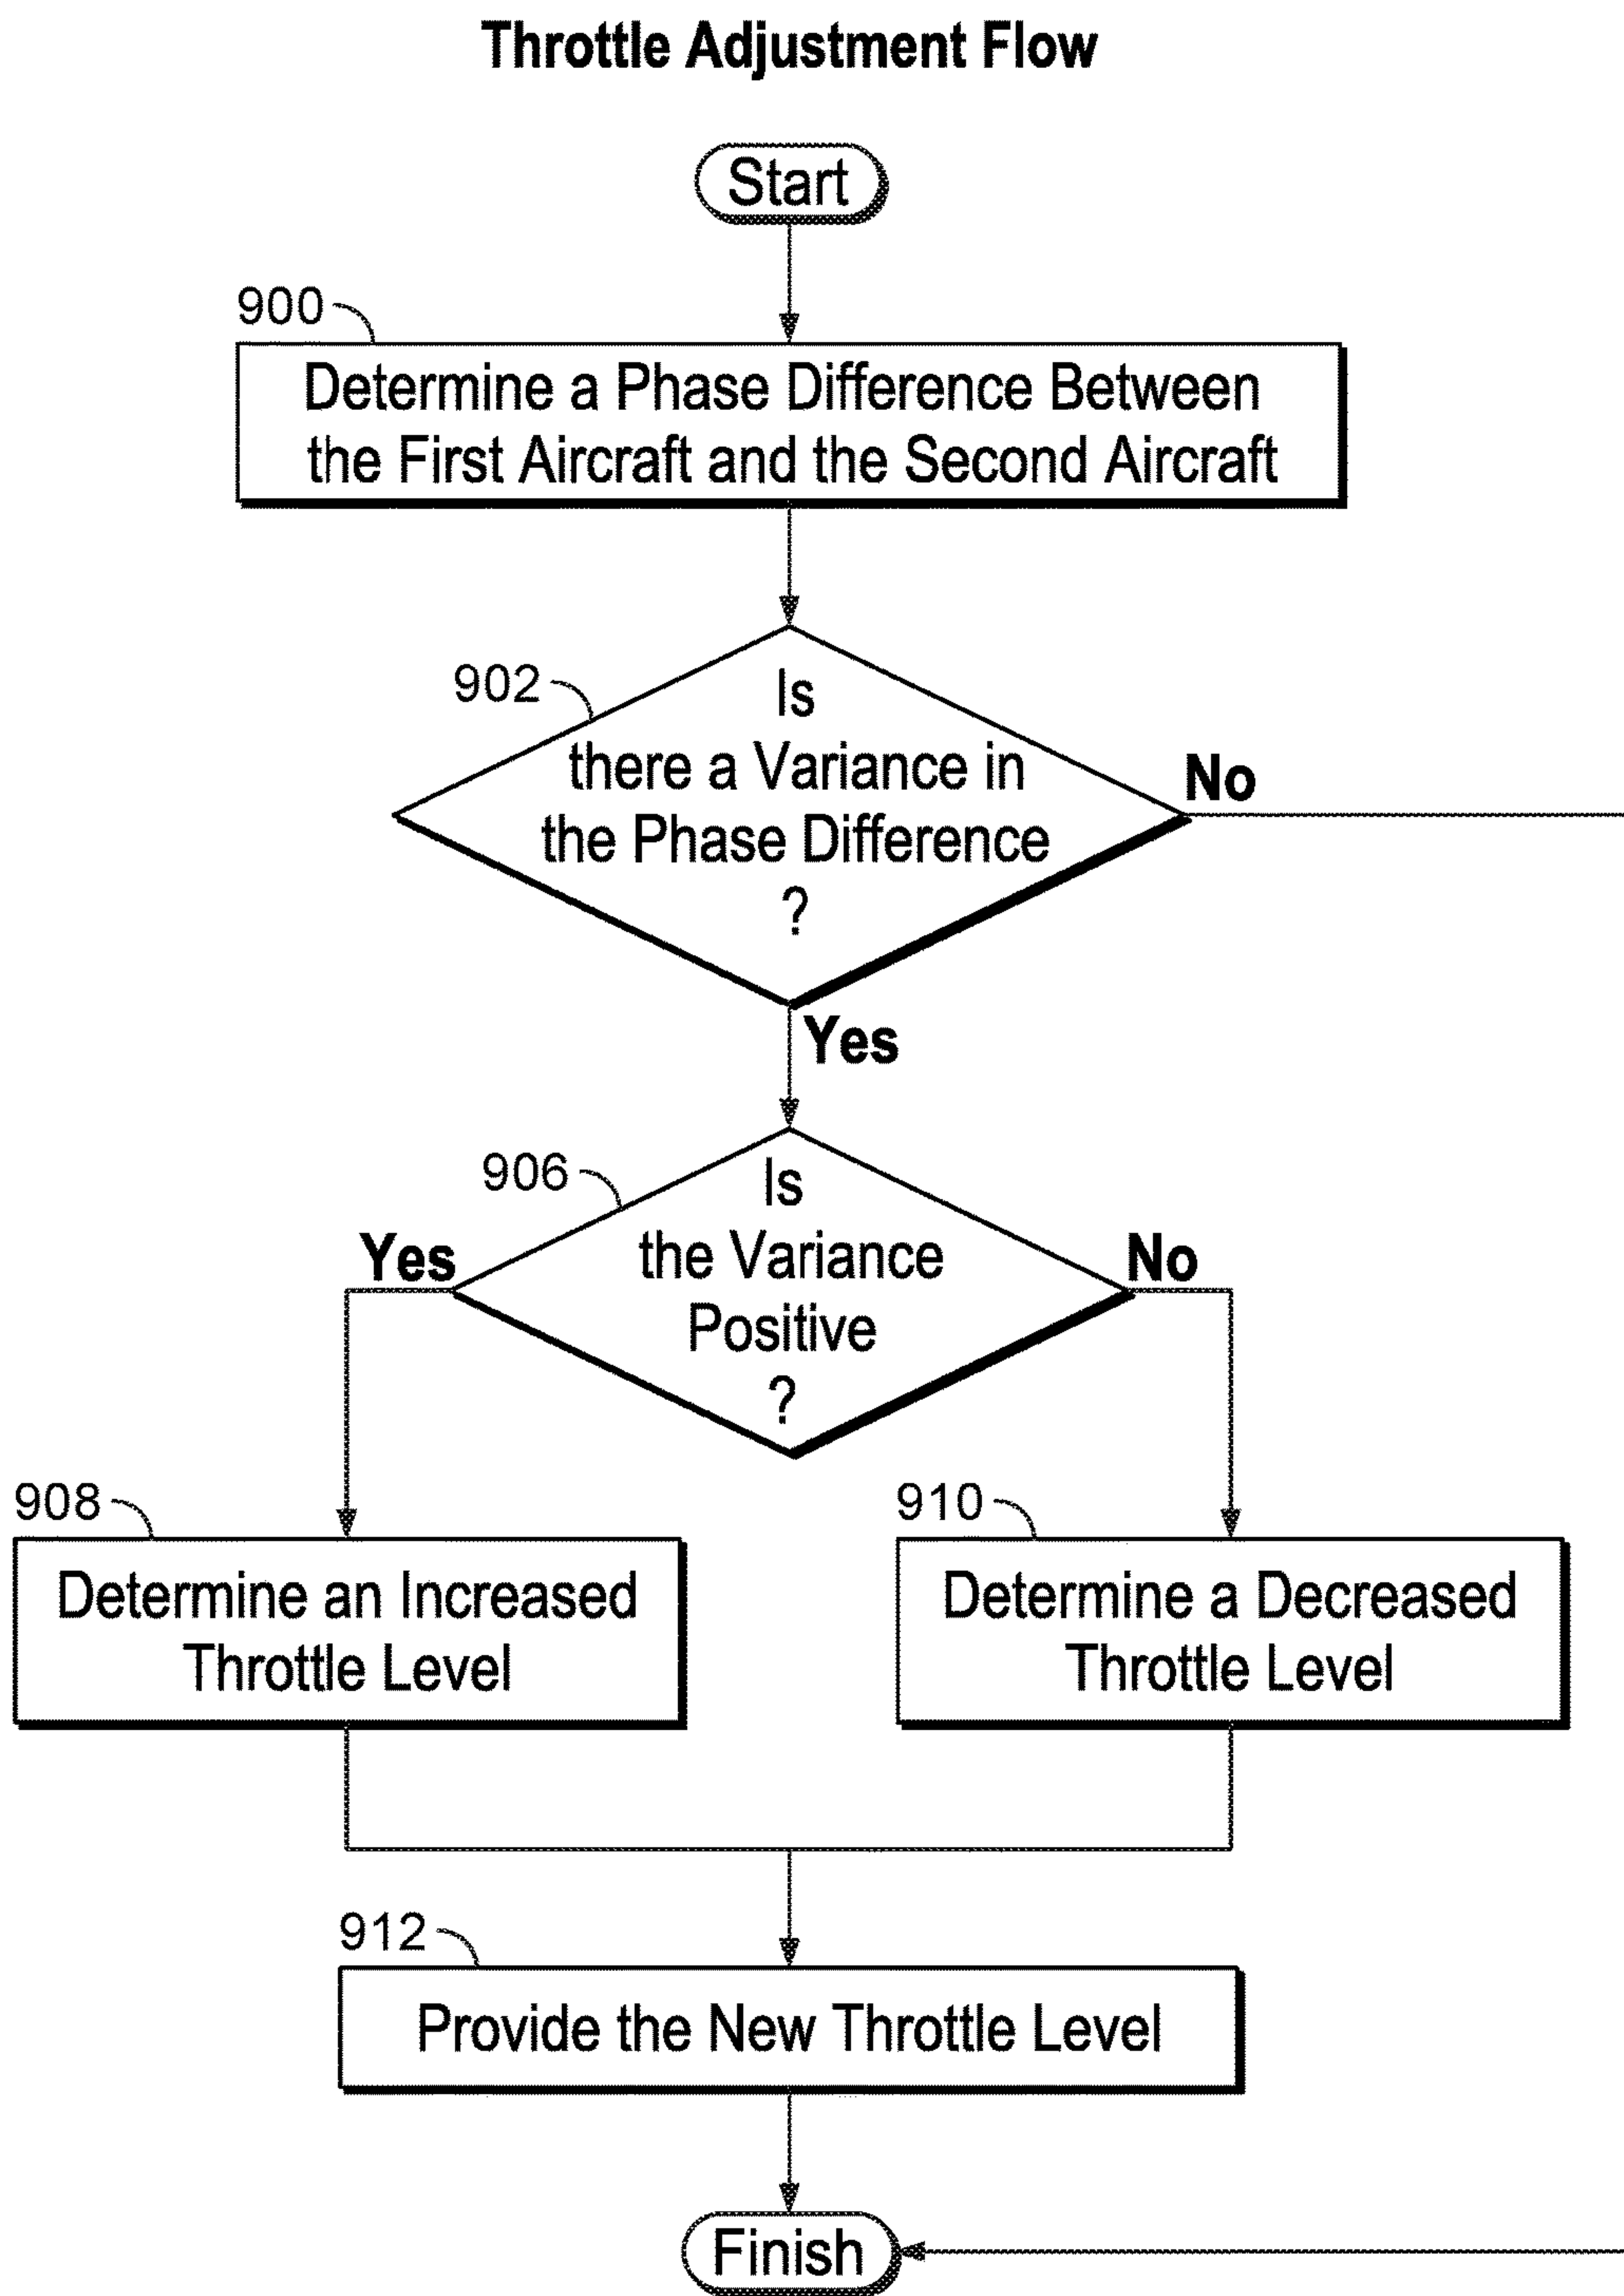 Throttle Adjustment Flow
Start
900
Determine a Phase Difference Between
the First Aircraft and the Second Aircraft
902
Is
there a Variance in
the Phase Difference
?
No
Yes
906
Is
the Variance
Positive
?
Yes
No
908
Determine an Increased
Throttle Level
910
Determine a Decreased
Throttle Level
912
Provide the New Throttle Level
Finish